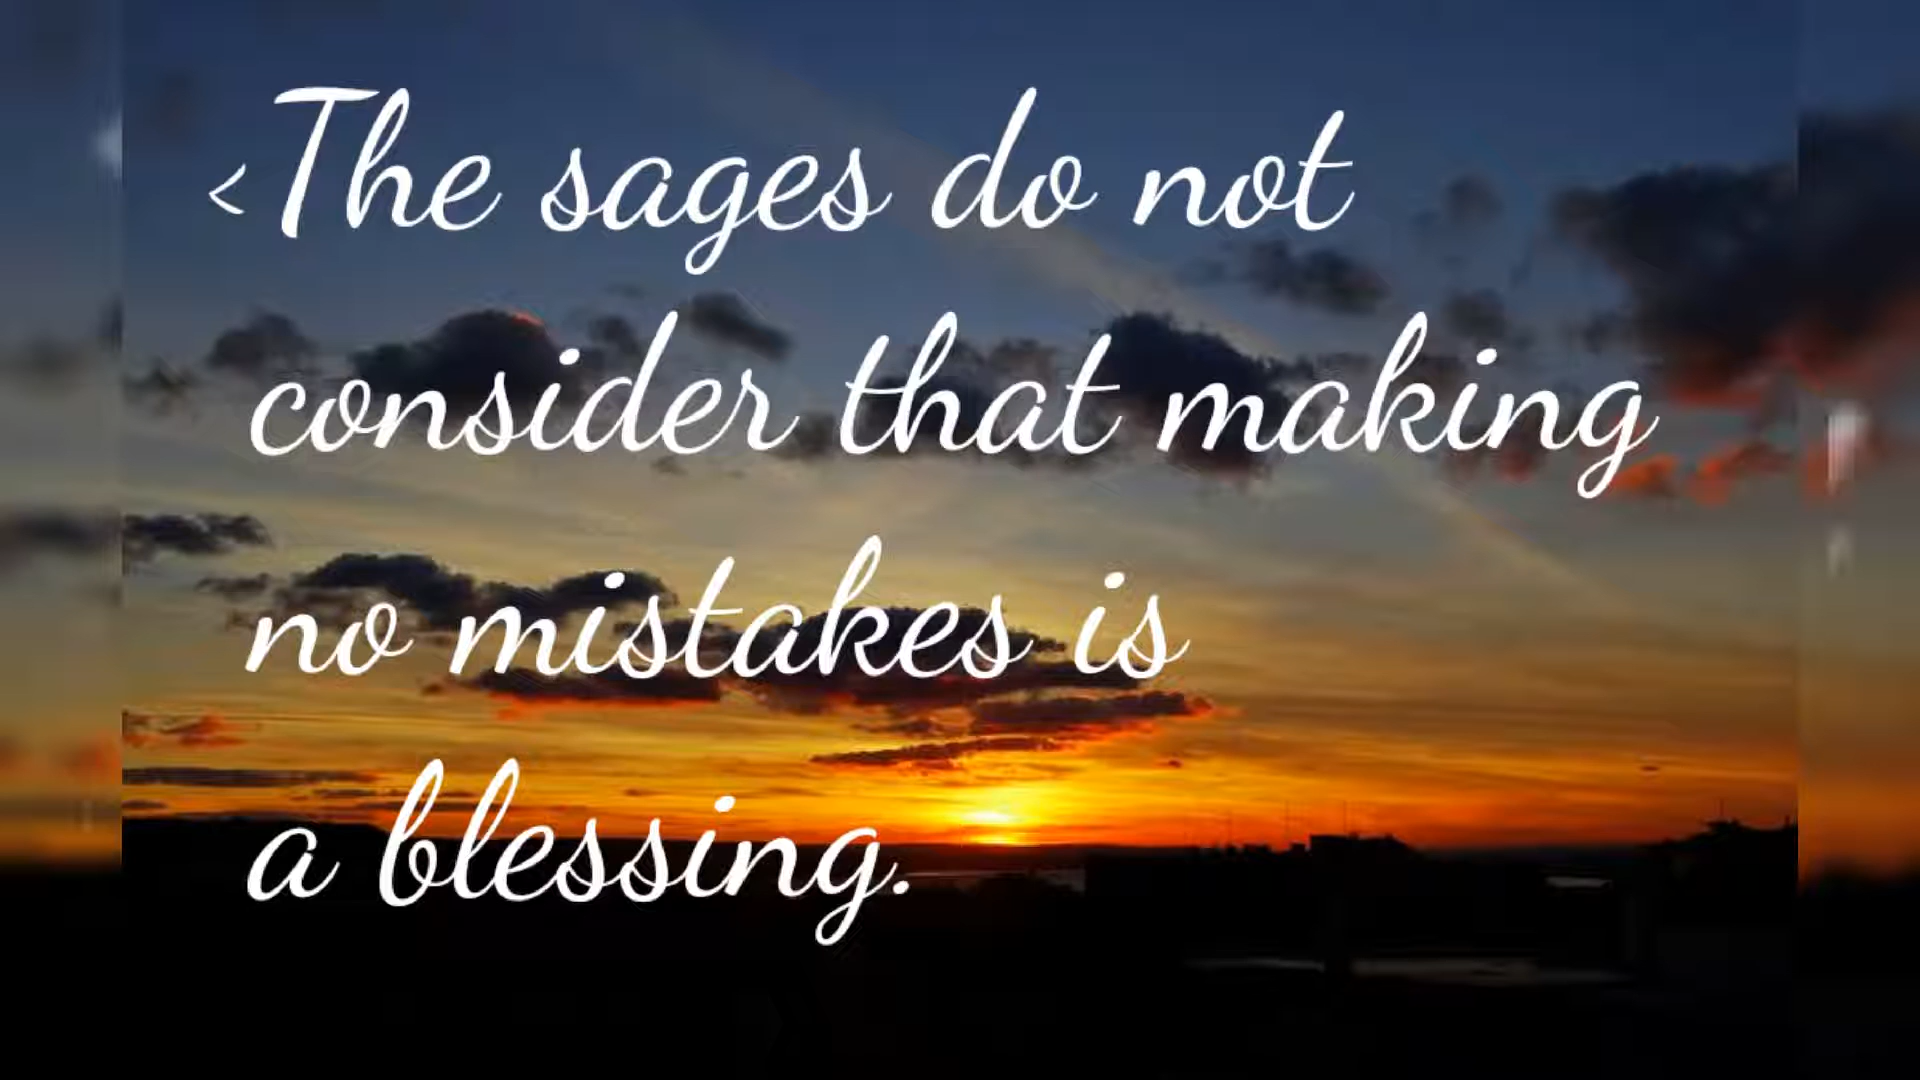 <The sages do not
consider that making
no mistakes is
a blessing.